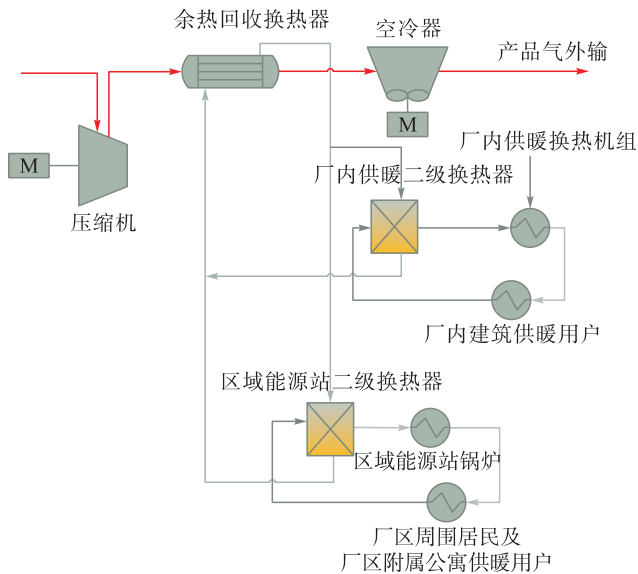 余热回收换热器
空冷器
产品气外输
M
M
压缩机
厂内供暖换热机组
厂内供暖二级换热器
厂内建筑供暖用户
区域能源站二级换热器
区域能源站锅炉
厂区周围居民及
厂区附属公寓供暖用户